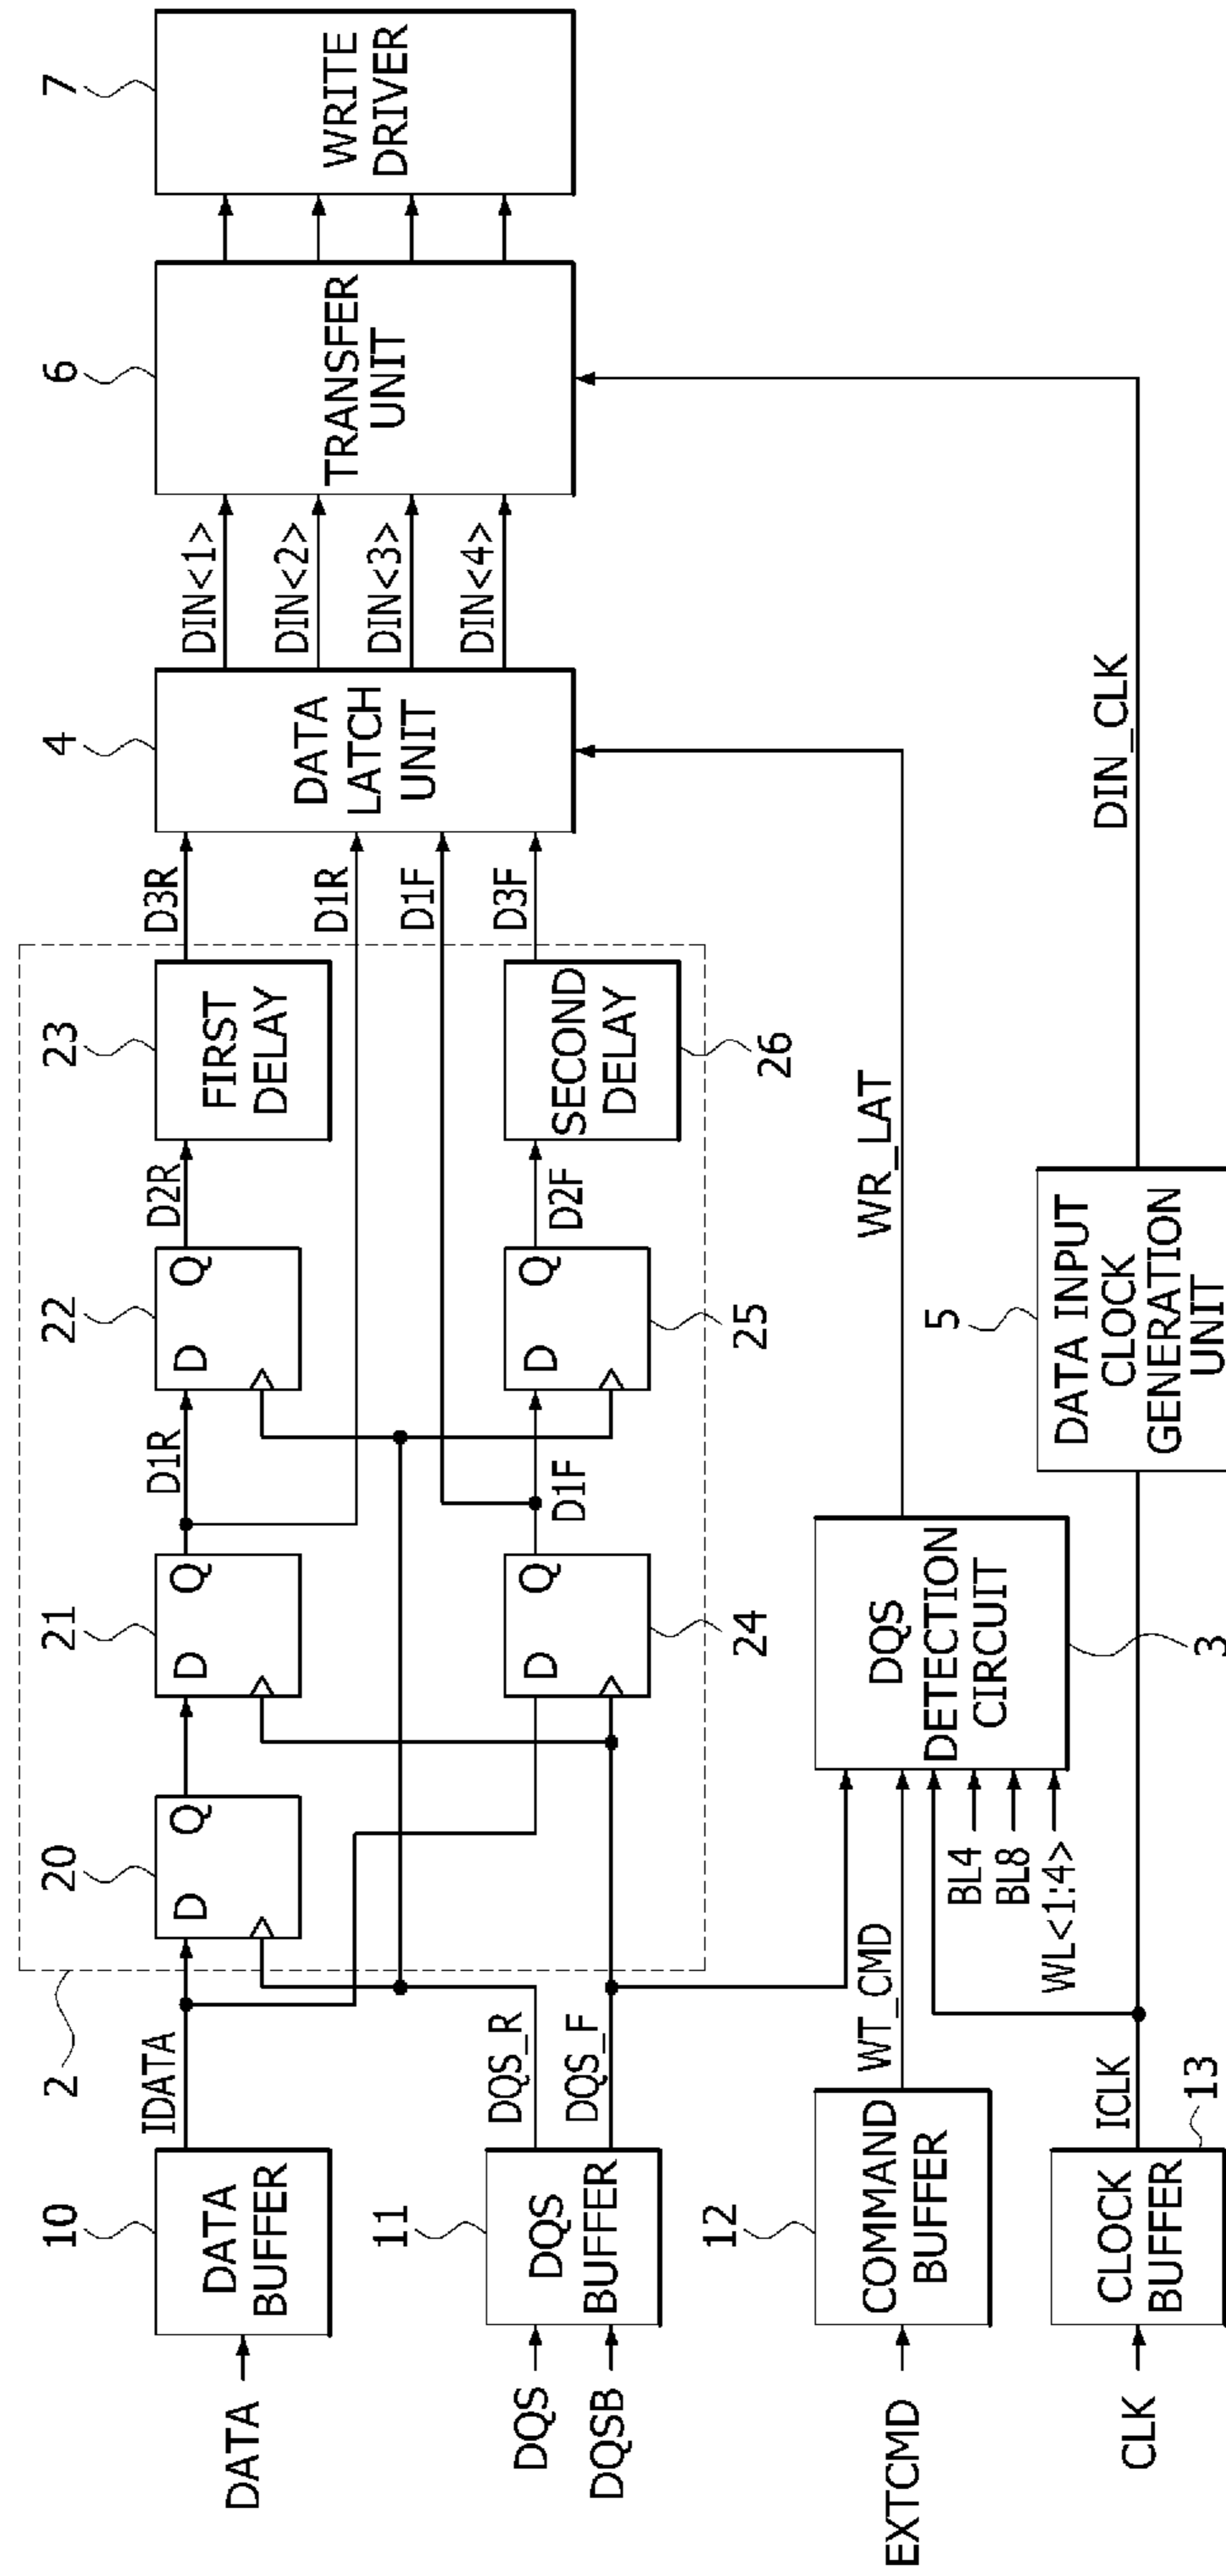 DATA
10
DATA
BUFFER
IDATA
2
20
D
Q
21
D
Q
D1R
22
D
Q
D2R
23
FIRST
DELAY
D3R
D1R
D1F
D3F
4
DATA
LATCH
UNIT
DIN<1>
DIN<2>
DIN<3>
DIN<4>
6
TRANSFER
UNIT
7
WRITE
DRIVER
DQS
DQSB
11
DQS
BUFFER
DQS_R
DQS_F
D
Q
24
D1F
D
Q
25
D2F
SECOND
DELAY
26
EXTCMD
12
COMMAND
BUFFER
WT_CMD
BL4
BL8
WL<1:4>
DQS
DETECTION
CIRCUIT
3
WR_LAT
CLK
CLOCK
BUFFER
13
ICLK
5
DATA INPUT
CLOCK
GENERATION
UNIT
DIN_CLK